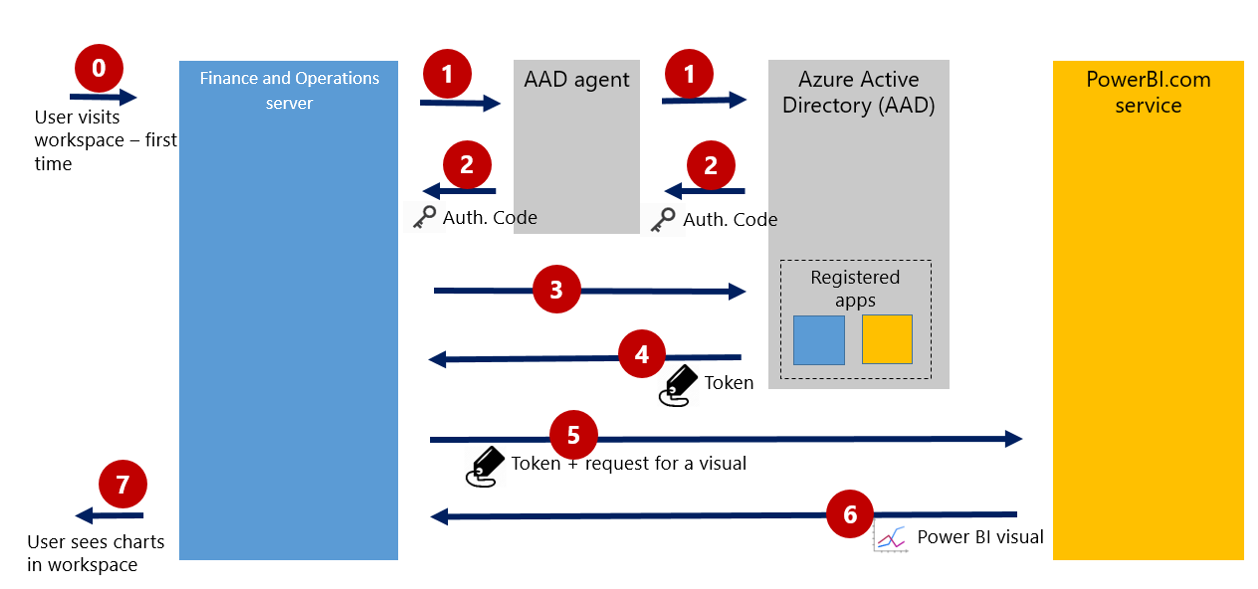 0
User visits
workspace – first
time
Finance and Operations
server
1
AAD agent
1
Azure Active
Directory (AAD)
PowerBI.com
service
2
Auth. Code
2
Auth. Code
3
Registered
apps
4
Token
5
Token + request for a visual
6
Power BI visual
7
User sees charts
in workspace